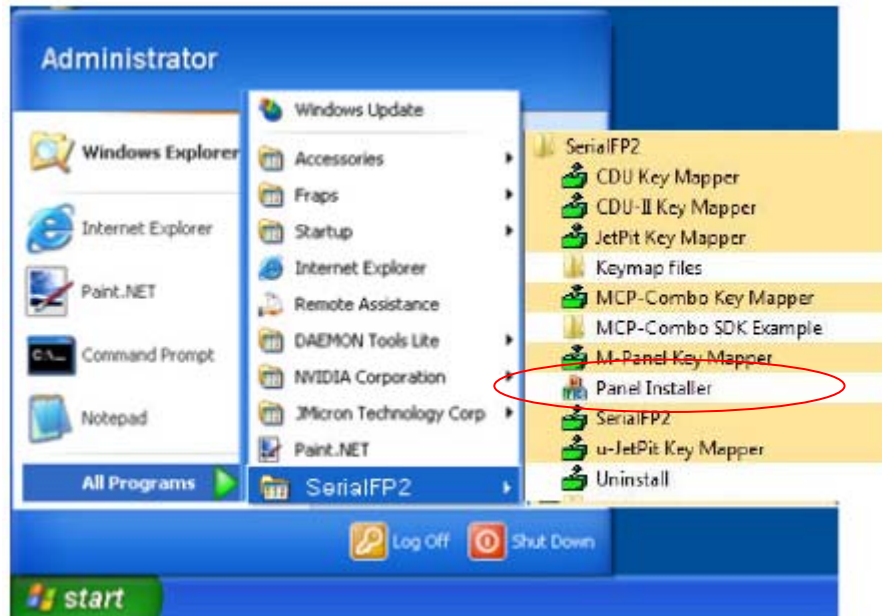 Administrator
Windows Explorer
Internet Explorer
Paint.NET
Command Prompt
Notepad
All Programs
Windows Update
Accessories
Fraps
Startup
Internet Explorer
Remote Assistance
DAEMON Tools Lite
NVIDIA Corporation
JMicron Technology Corp
Paint.NET
SerialFP2
SerialFP2
CDU Key Mapper
CDU-II Key Mapper
JetPit Key Mapper
Keymap files
MCP-Combo Key Mapper
MCP-Combo SDK Example
M-Panel Key Mapper
Panel Installer
SerialFP2
u-JetPit Key Mapper
Uninstall
Log Off
Shut Down
start